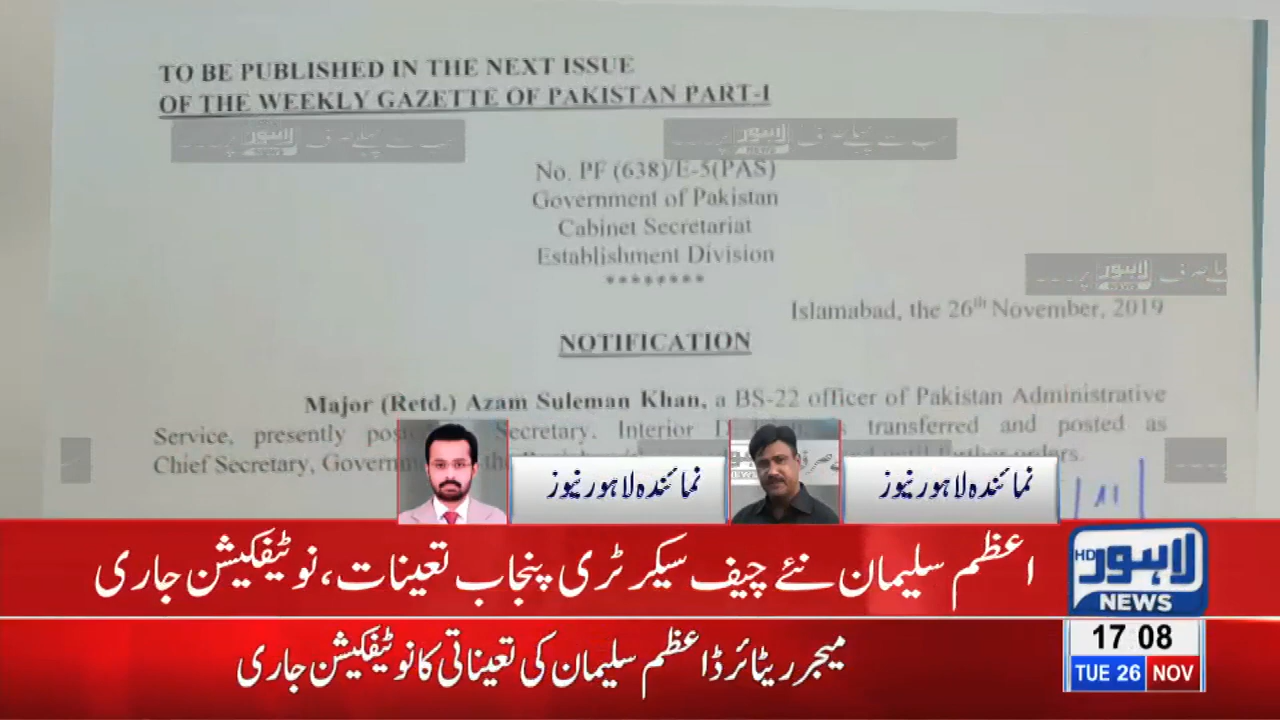 TO BE PUBLISHED IN THE NEXT ISSUE
OF THE WEEKLY GAZETTE OF PAKISTAN PART-I
No. PF (638)/E-5(PAS)
Government of Pakistan
Cabinet Secretariat
Establishment Division
********
Islamabad, the 26th November, 2019
NOTIFICATION
Major (Retd.) Azam Suleman Khan, a BS-22 officer of Pakistan Administrative
Service, presently Secretary, Interior transferred and posted as
Chief Secretary, until further orders.
نمائندہ لاہور نیوز
نمائندہ لاہور نیوز
اعظم سلیمان نئے چیف سیکرٹری پنجاب تعینات، نوٹیفکیشن جاری
میجر ریٹائرڈ اعظم سلیمان کی تعیناتی کا نوٹیفکیشن جاری
HD لاہور
NEWS
17 08
TUE 26 NOV